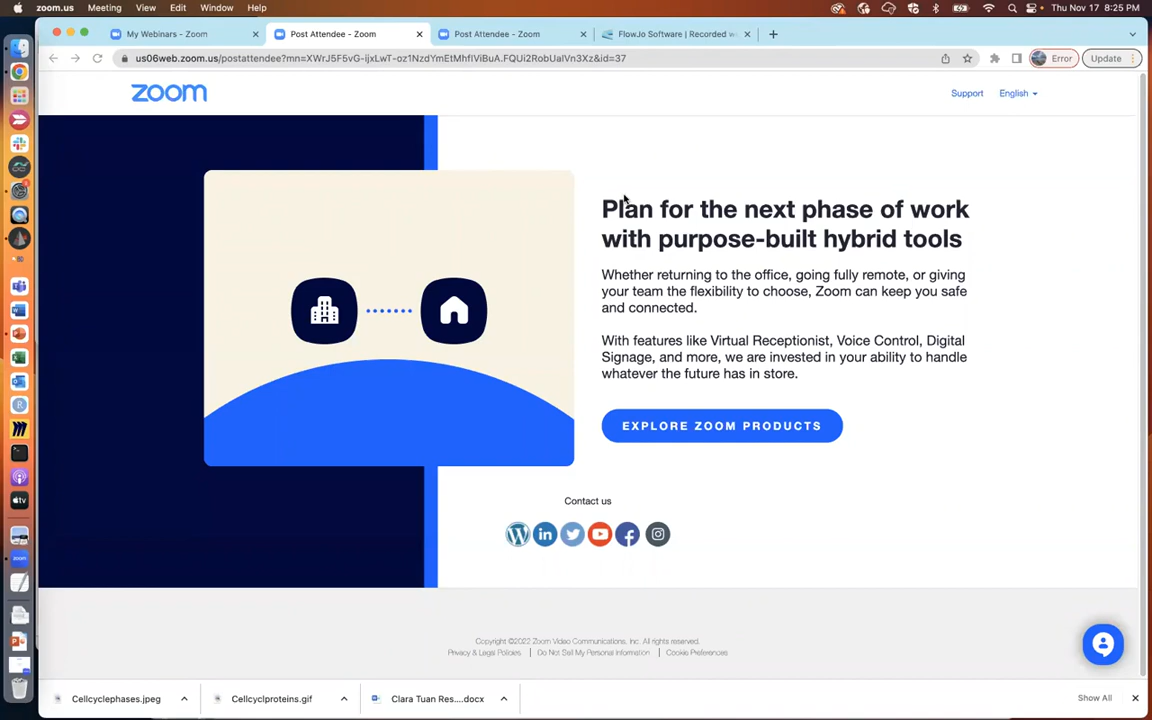 zoom.us Meeting View Edit Window Help Thu Nov 17 8:25 PM
My Webinars - Zoom Post Attendee - Zoom Post Attendee - Zoom FlowJo Software | Recorded w
us06web.zoom.us/postattendee?mn=XWrJ5F5vG-ijxLwT-oz1NzdYmEtMhflViBuA.FQUi2RobUaIVn3Xz&id=37 Error Update
zoom Support English
Plan for the next phase of work
with purpose-built hybrid tools
Whether returning to the office, going fully remote, or giving
your team the flexibility to choose, Zoom can keep you safe
and connected.
With features like Virtual Receptionist, Voice Control, Digital
Signage, and more, we are invested in your ability to handle
whatever the future has in store.
EXPLORE ZOOM PRODUCTS
Contact us
Copyright ©2022 Zoom Video Communications, Inc. All rights reserved.
Privacy & Legal Policies | Do Not Sell My Personal Information | Cookie Preferences
Cellcyclephases.jpeg Cellcyclproteins.gif Clara Tuan Res....docx Show All